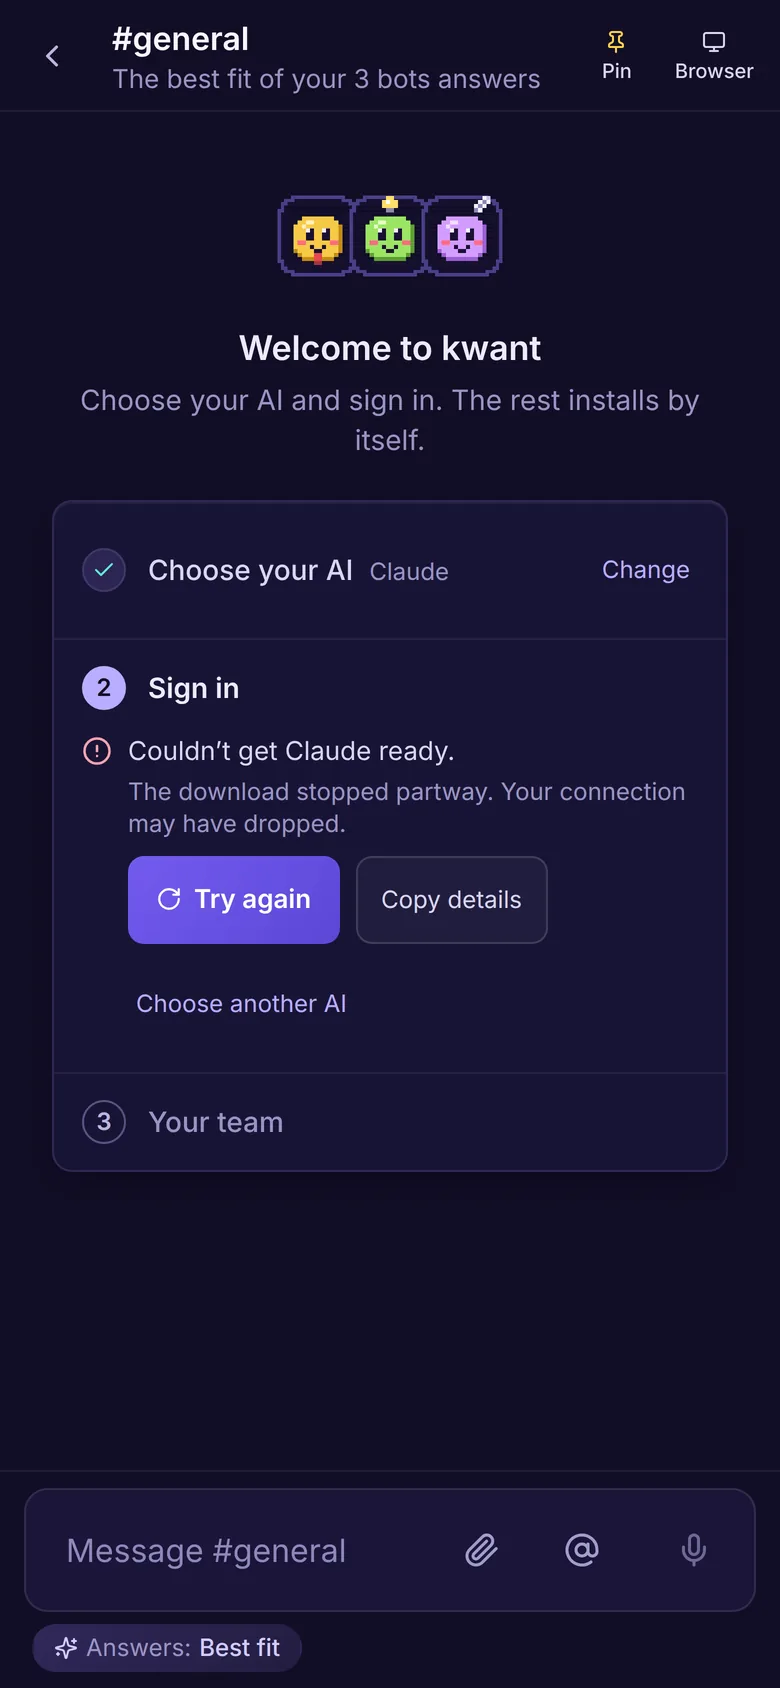 #general
The best fit of your 3 bots answers
Pin
Browser
Welcome to kwant
Choose your AI and sign in. The rest installs by
itself.
Choose your AI Claude
Change
2 Sign in
Couldn’t get Claude ready.
The download stopped partway. Your connection
may have dropped.
Try again
Copy details
Choose another AI
3 Your team
Message #general
Answers: Best fit